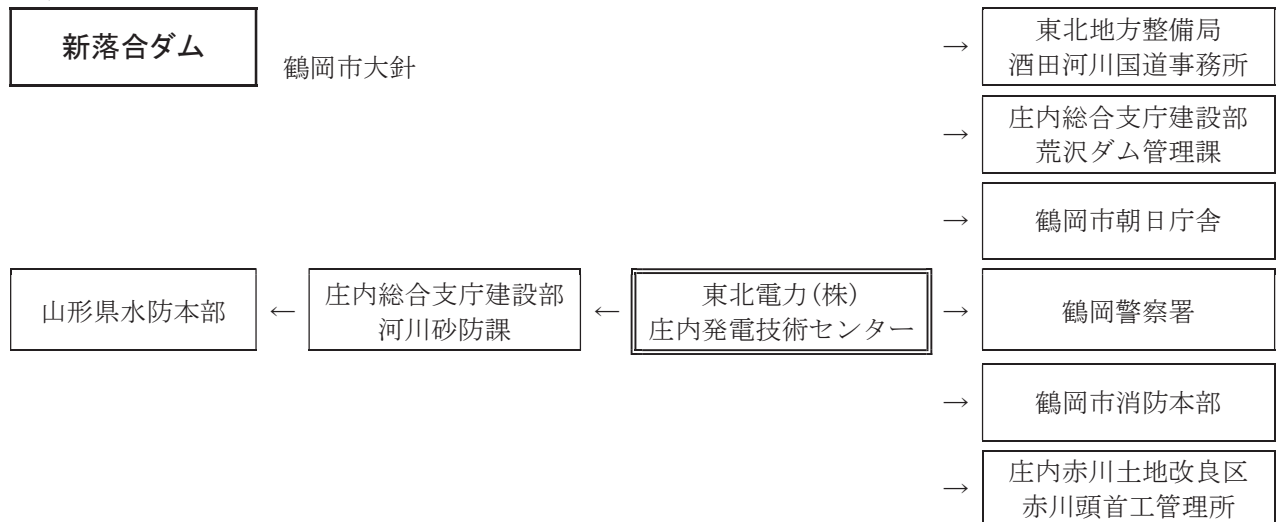 新落合ダム
鶴岡市大針
→
東北地方整備局
酒田河川国道事務所
→
庄内総合支庁建設部
荒沢ダム管理課
→
鶴岡市朝日庁舎
山形県水防本部
←
庄内総合支庁建設部
河川砂防課
←
東北電力(株)
庄内発電技術センター
→
鶴岡警察署
→
鶴岡市消防本部
→
庄内赤川土地改良区
赤川頭首工管理所